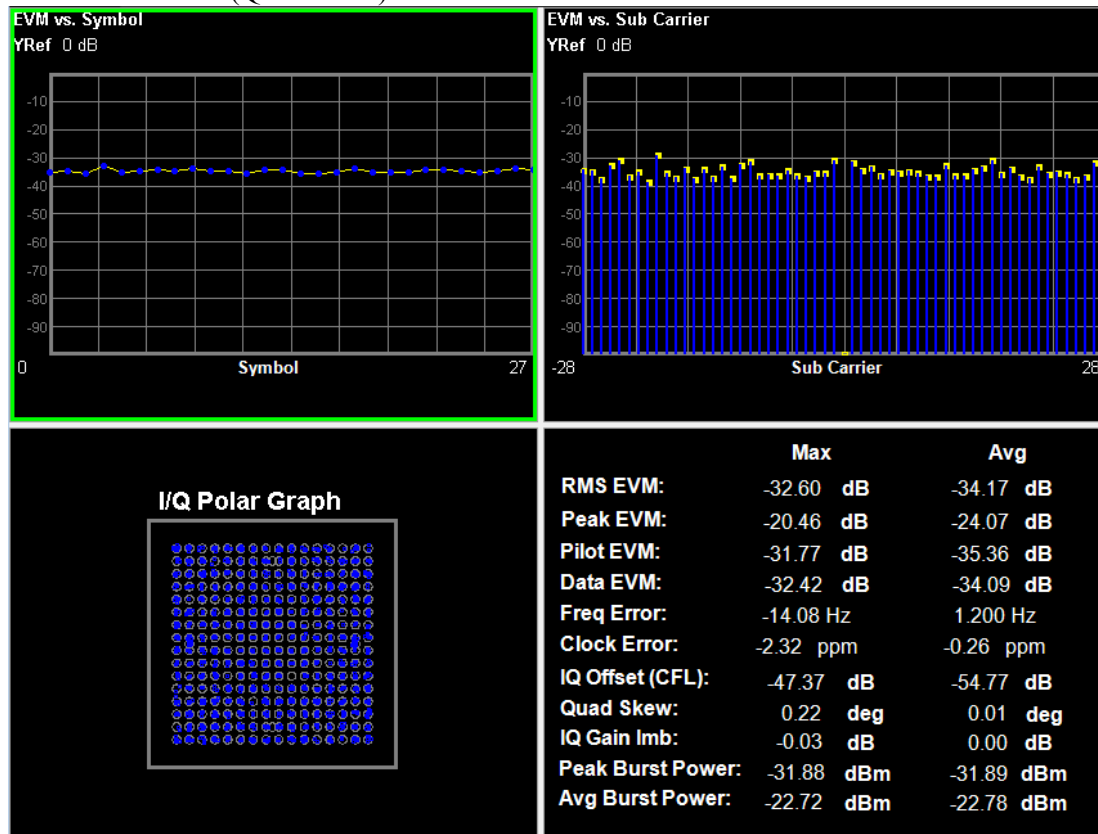 EVM vs. Symbol
YRef 0 dB
-10
-20
-30
-40
-50
-60
-70
-80
-90
0 Symbol 27
EVM vs. Sub Carrier
YRef 0 dB
-10
-20
-30
-40
-50
-60
-70
-80
-90
-28 Sub Carrier 28
I/Q Polar Graph
Max Avg
RMS EVM: -32.60 dB -34.17 dB
Peak EVM: -20.46 dB -24.07 dB
Pilot EVM: -31.77 dB -35.36 dB
Data EVM: -32.42 dB -34.09 dB
Freq Error: -14.08 Hz 1.200 Hz
Clock Error: -2.32 ppm -0.26 ppm
IQ Offset (CFL): -47.37 dB -54.77 dB
Quad Skew: 0.22 deg 0.01 deg
IQ Gain Imb: -0.03 dB 0.00 dB
Peak Burst Power: -31.88 dBm -31.89 dBm
Avg Burst Power: -22.72 dBm -22.78 dBm